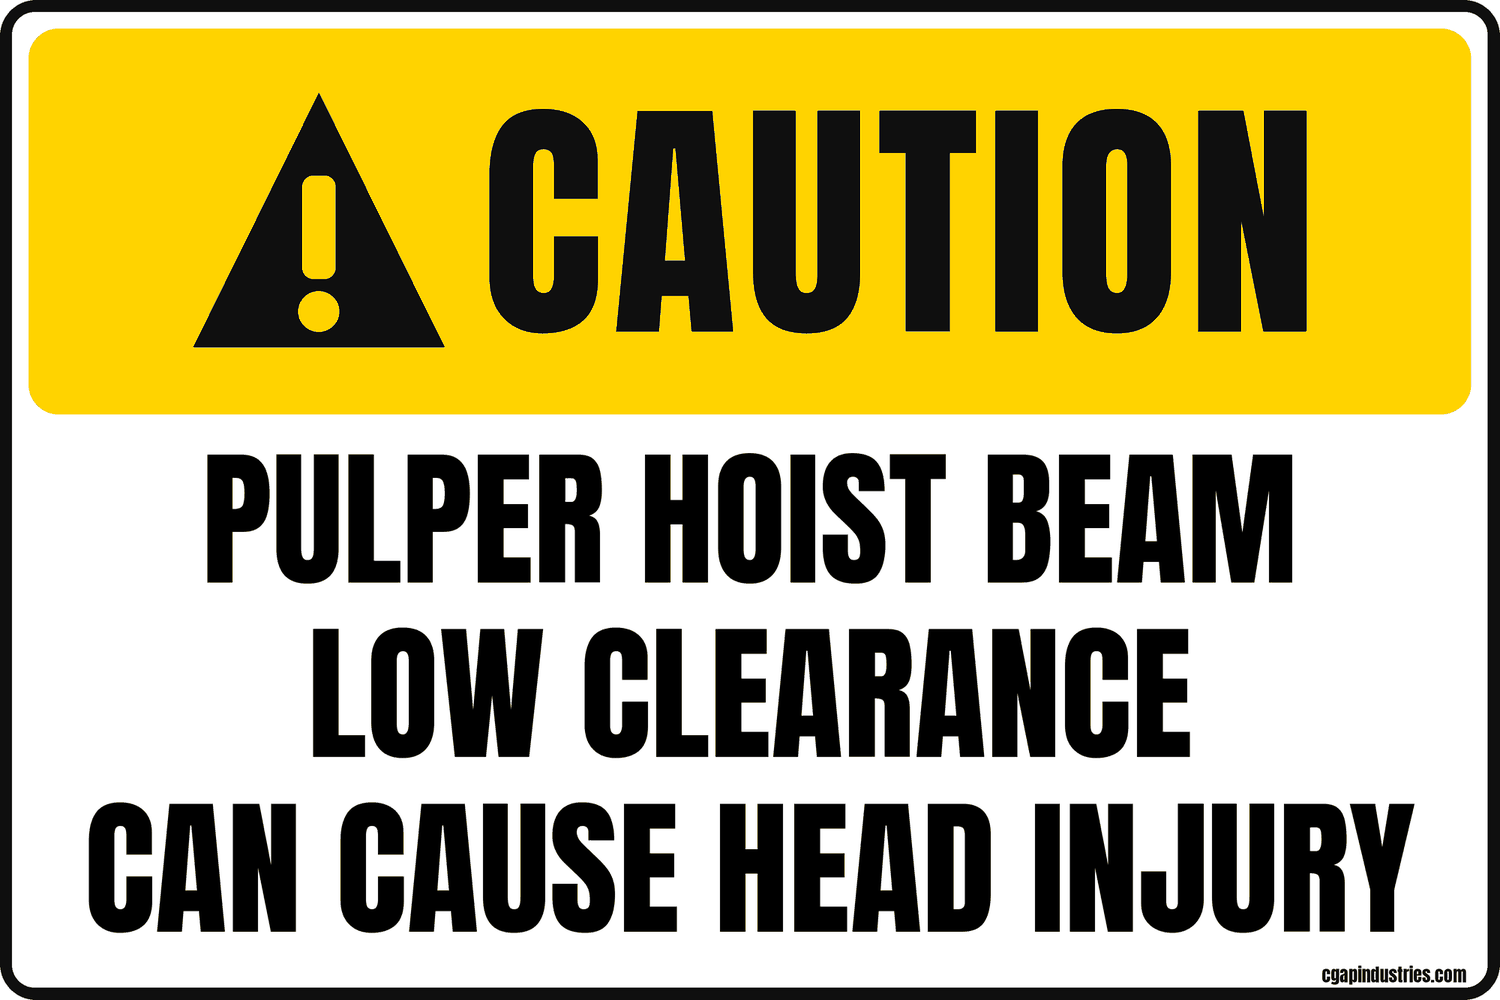 CAUTION
PULPER HOIST BEAM
LOW CLEARANCE
CAN CAUSE HEAD INJURY
cgapindustries.com